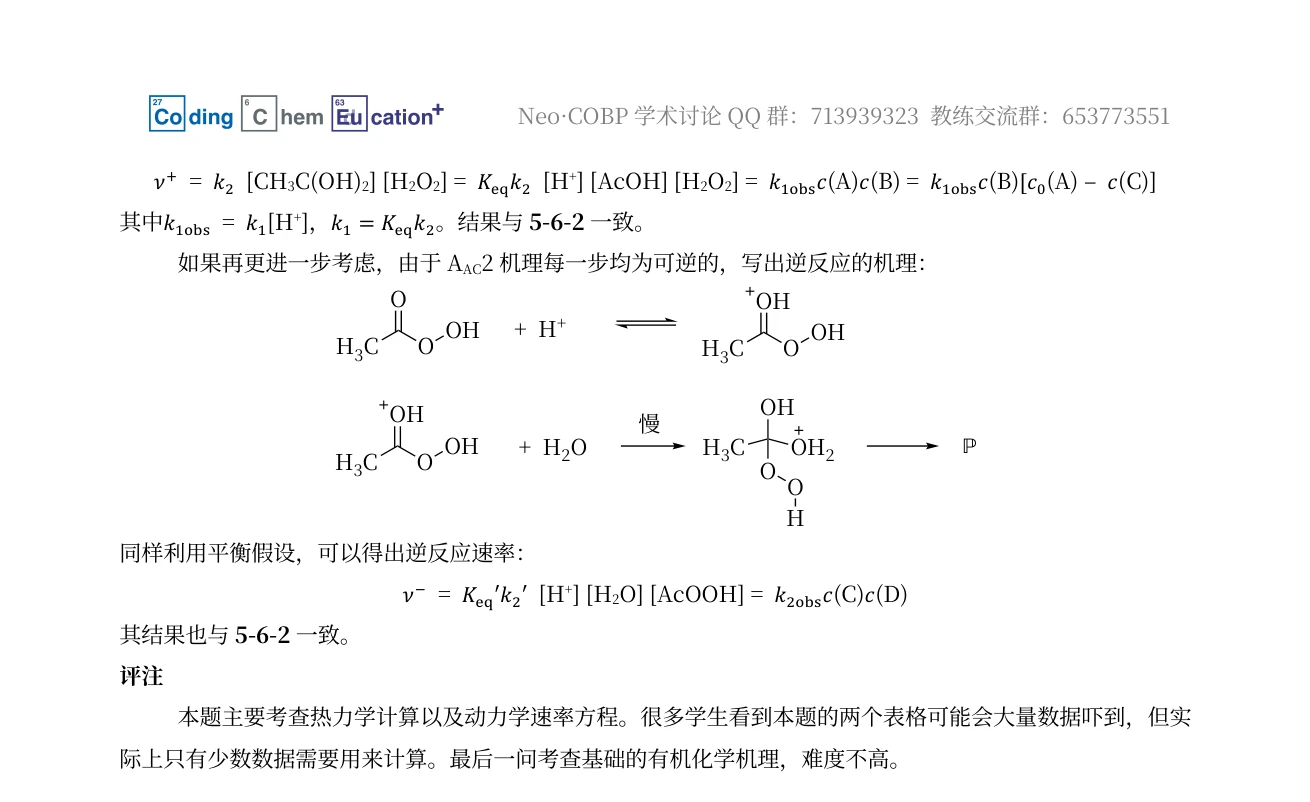 27 Co ding 6 C hem 63 Eu cation+ Neo·COBP 学术讨论 QQ 群：713939323 教练交流群：653773551
ν⁺ = k₂ [CH₃C(OH)₂] [H₂O₂] = K_eq k₂ [H⁺] [AcOH] [H₂O₂] = k₁obs c(A)c(B) = k₁obs c(B)[c₀(A) − c(C)]
其中k₁obs = k₁[H⁺]，k₁ = K_eq k₂。结果与 5-6-2 一致。
如果再更进一步考虑，由于 A_AC2 机理每一步均为可逆的，写出逆反应的机理：
O H₃C O OH + H⁺ ⁺OH H₃C O OH
⁺OH H₃C O OH + H₂O 慢 OH H₃C ⁺OH₂ O O H ℙ
同样利用平衡假设，可以得出逆反应速率：
ν⁻ = K_eq′k₂′ [H⁺] [H₂O] [AcOOH] = k₂obs c(C)c(D)
其结果也与 5-6-2 一致。
评注
本题主要考查热力学计算以及动力学速率方程。很多学生看到本题的两个表格可能会大量数据吓到，但实
际上只有少数数据需要用来计算。最后一问考查基础的有机化学机理，难度不高。